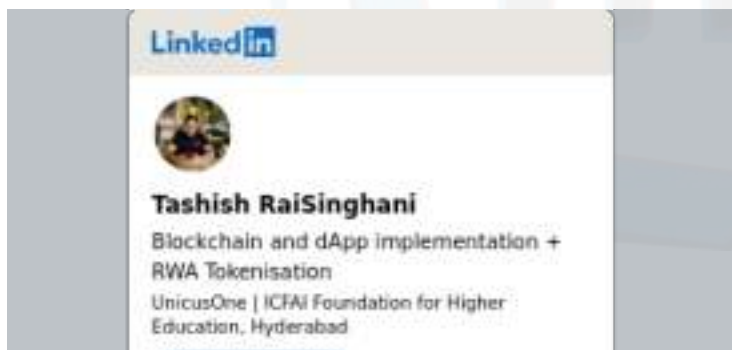 LinkedIn
Tashish RaiSinghani
Blockchain and dApp implementation +
RWA Tokenisation
UnicusOne | ICFAI Foundation for Higher
Education, Hyderabad